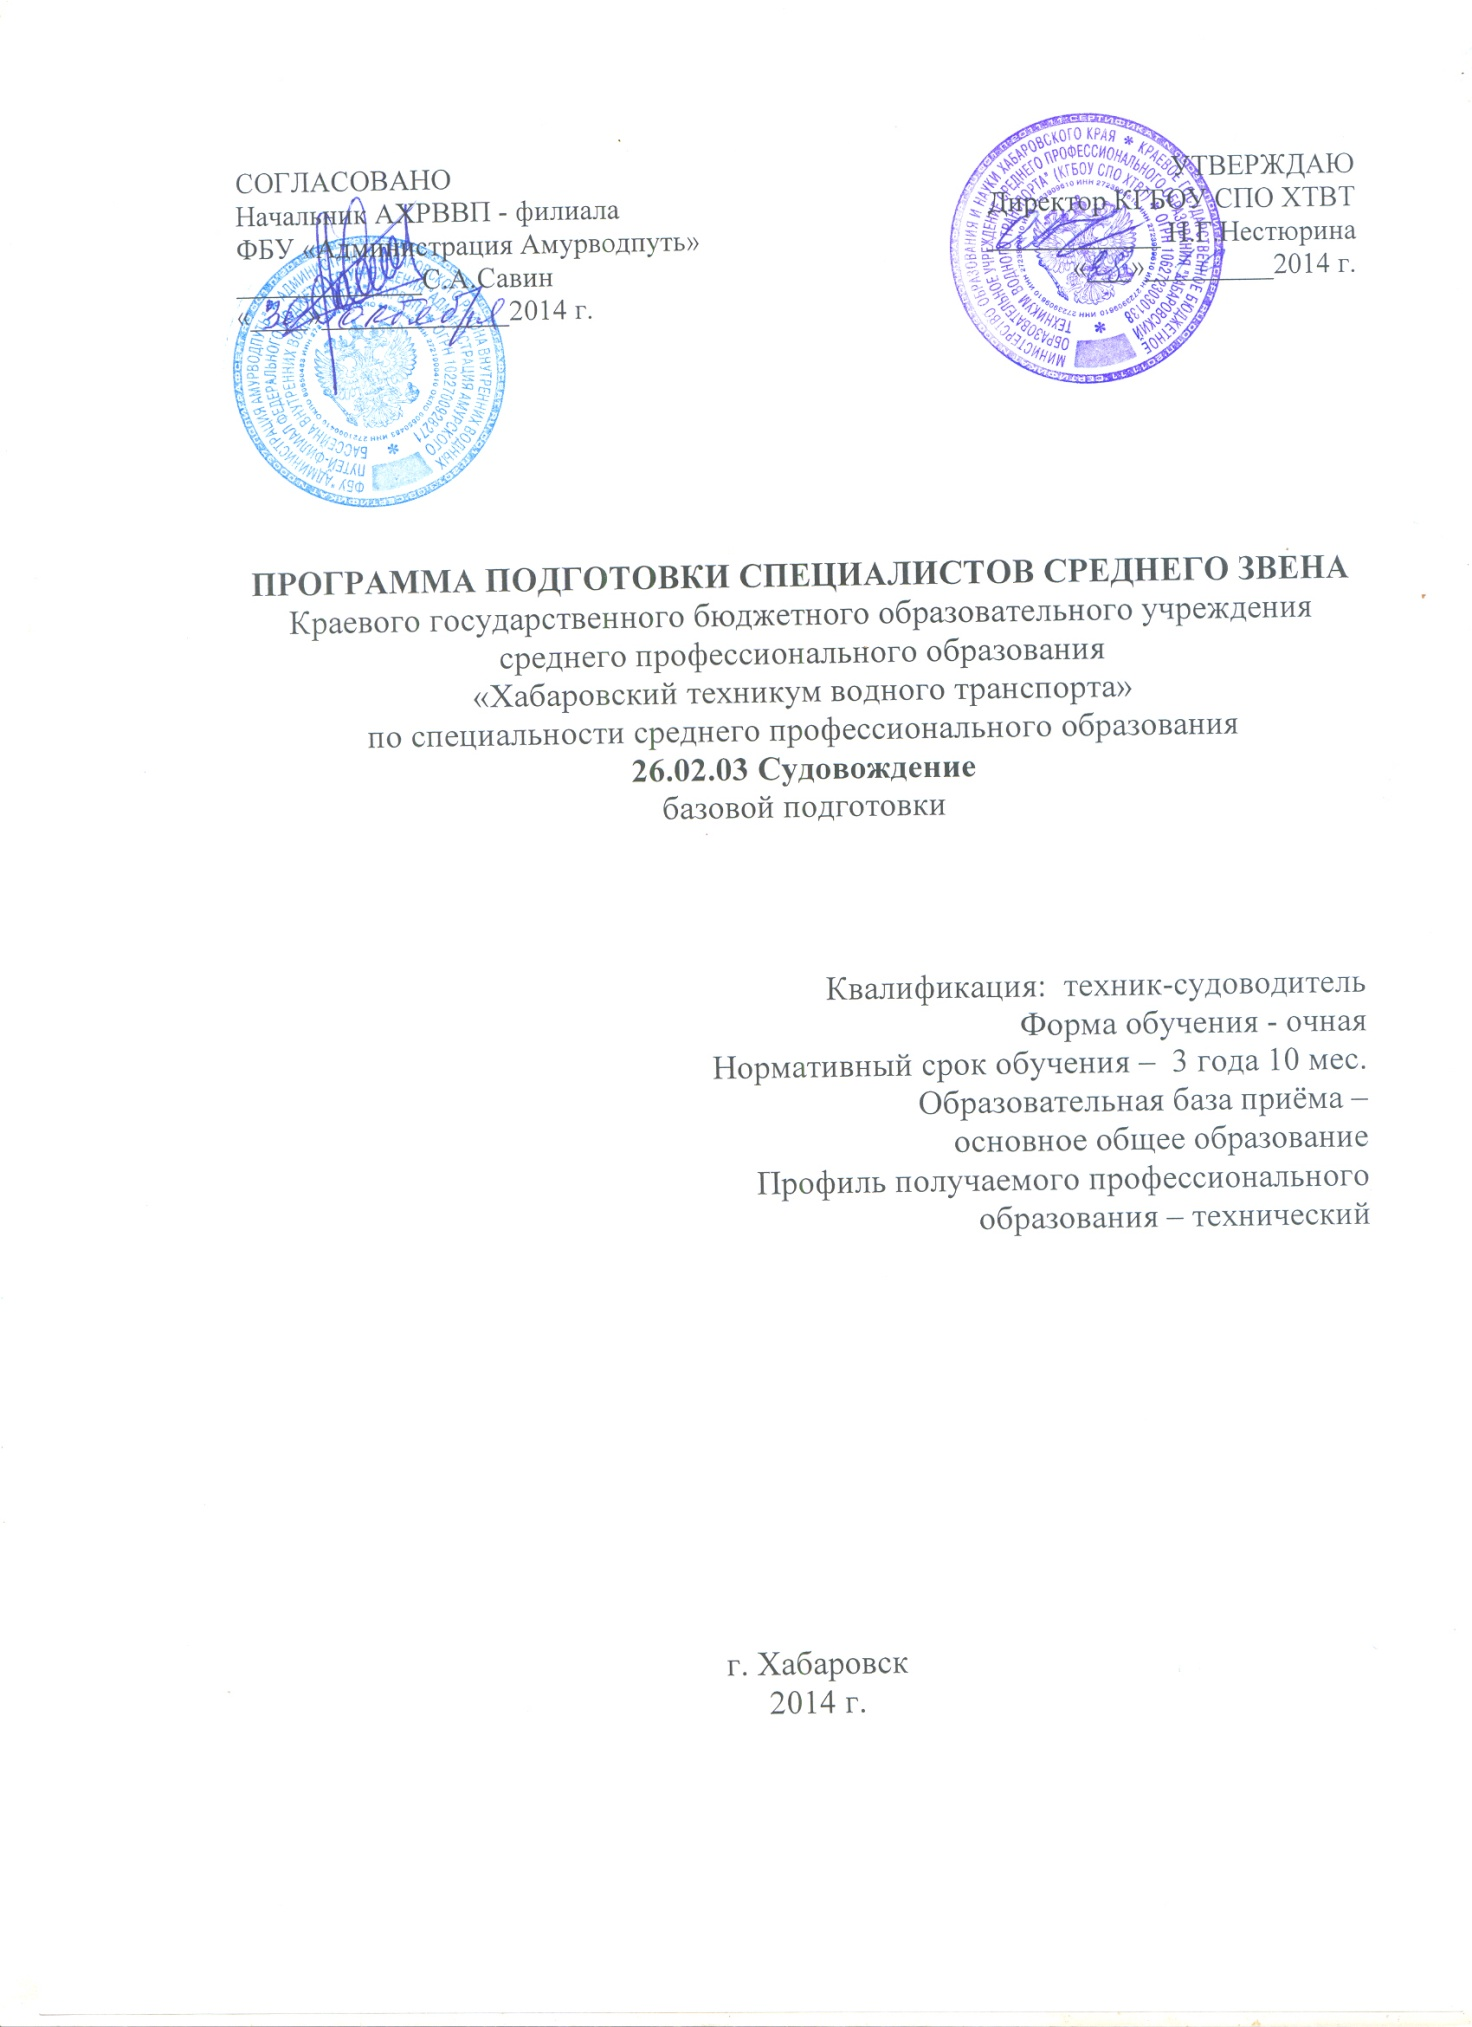 СОГЛАСОВАНО
Начальник АХРВВП - филиала
ФБУ «Администрация Амурводпуть»
С.А.Савин
« » октября 2014 г.
УТВЕРЖДАЮ
Директор КГБОУ СПО ХТВТ
Нестюрина
« » 2014 г.
ПРОГРАММА ПОДГОТОВКИ СПЕЦИАЛИСТОВ СРЕДНЕГО ЗВЕНА
Краевого государственного бюджетного образовательного учреждения
среднего профессионального образования
«Хабаровский техникум водного транспорта»
по специальности среднего профессионального образования
26.02.03 Судовождение
базовой подготовки
Квалификация: техник-судоводитель
Форма обучения - очная
Нормативный срок обучения – 3 года 10 мес.
Образовательная база приёма –
основное общее образование
Профиль получаемого профессионального
образования – технический
г. Хабаровск
2014 г.